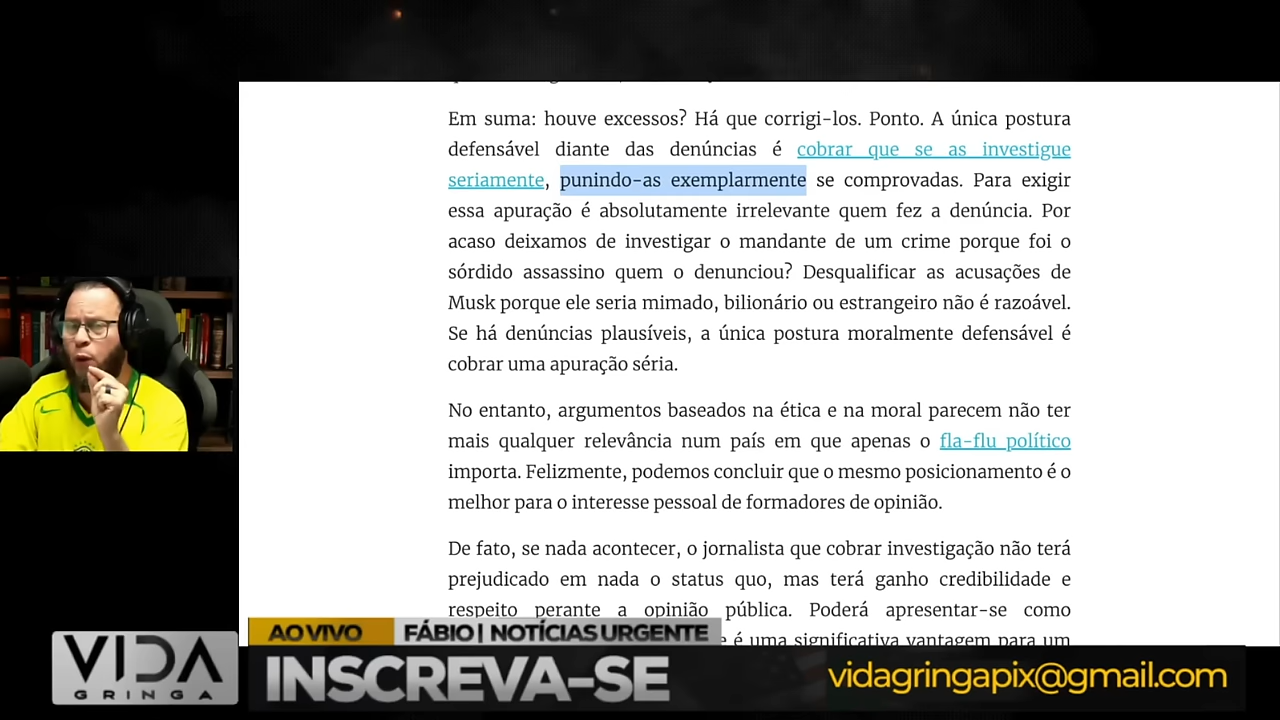 Em suma: houve excessos? Há que corrigi-los. Ponto. A única postura
defensável diante das denúncias é cobrar que se as investigue
seriamente, punindo-as exemplarmente se comprovadas. Para exigir
essa apuração é absolutamente irrelevante quem fez a denúncia. Por
acaso deixamos de investigar o mandante de um crime porque foi o
sórdido assassino quem o denunciou? Desqualificar as acusações de
Musk porque ele seria mimado, bilionário ou estrangeiro não é razoável.
Se há denúncias plausíveis, a única postura moralmente defensável é
cobrar uma apuração séria.
No entanto, argumentos baseados na ética e na moral parecem não ter
mais qualquer relevância num país em que apenas o fla-flu político
importa. Felizmente, podemos concluir que o mesmo posicionamento é o
melhor para o interesse pessoal de formadores de opinião.
De fato, se nada acontecer, o jornalista que cobrar investigação não terá
prejudicado em nada o status quo, mas terá ganho credibilidade e
respeito perante a opinião pública. Poderá apresentar-se como
é uma significativa vantagem para um
AO VIVO FÁBIO | NOTÍCIAS URGENTE
VIDA
GRINGA
INSCREVA-SE
vidagringapix@gmail.com